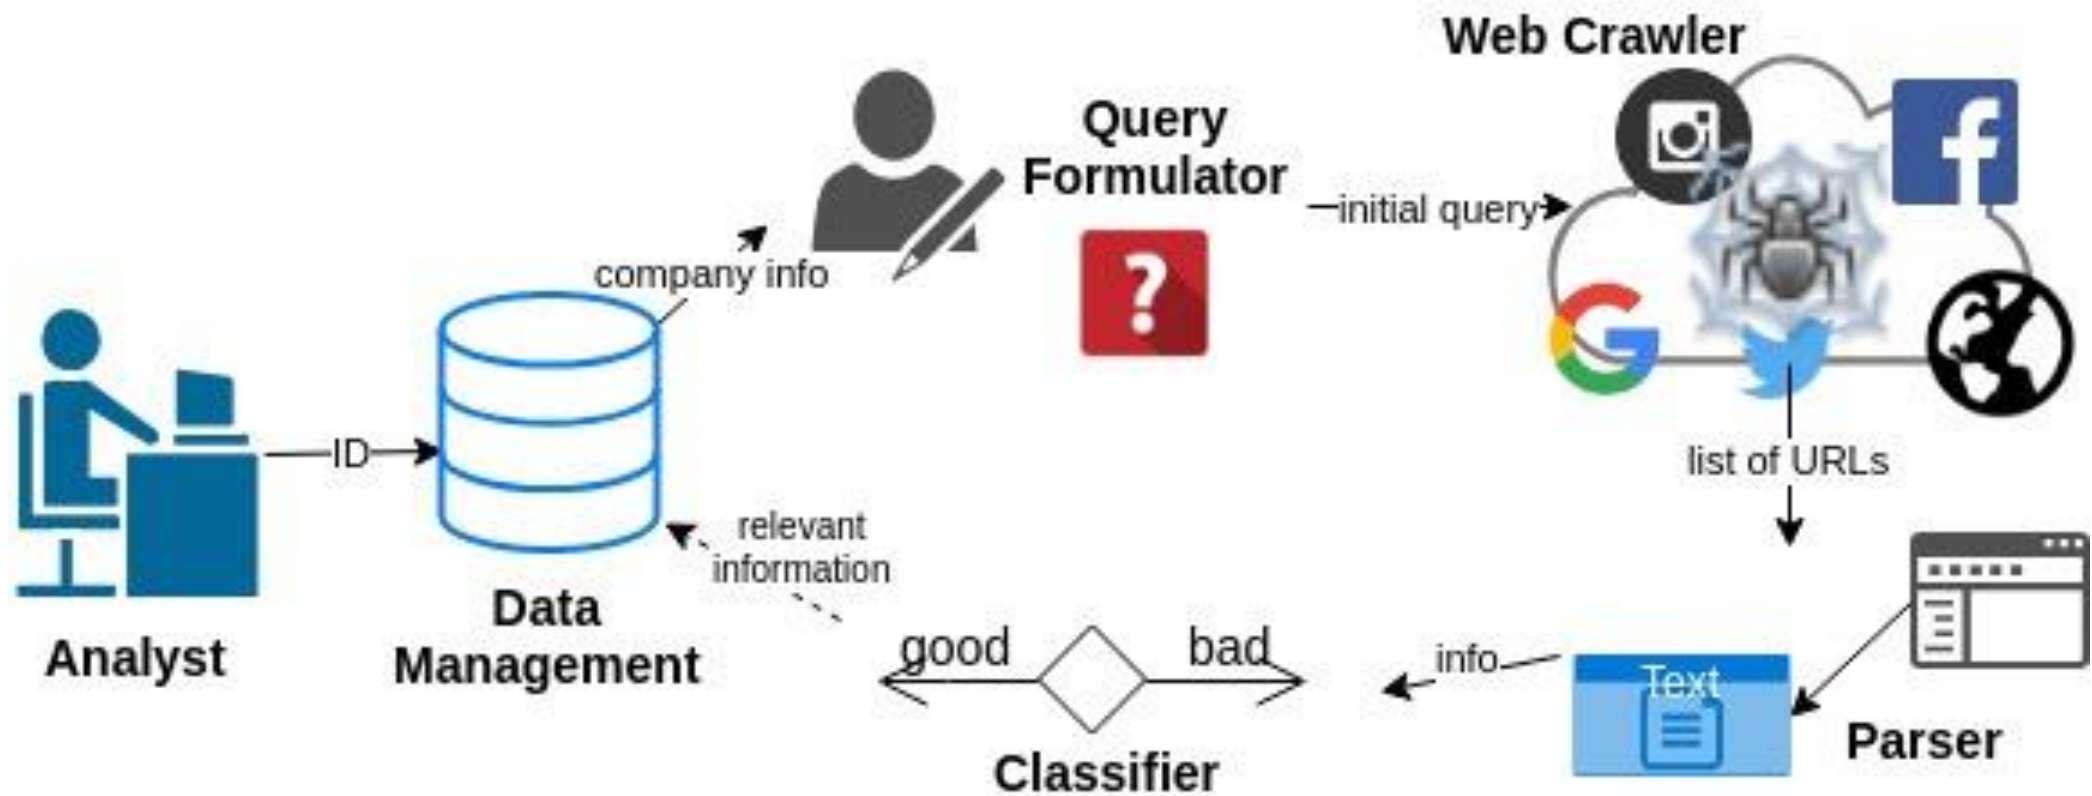 Web Crawler
Query
Formulator
initial query
company info
ID
list of URLs
relevant
information
Data
Management
Analyst
good
bad
Classifier
info
Text
Parser